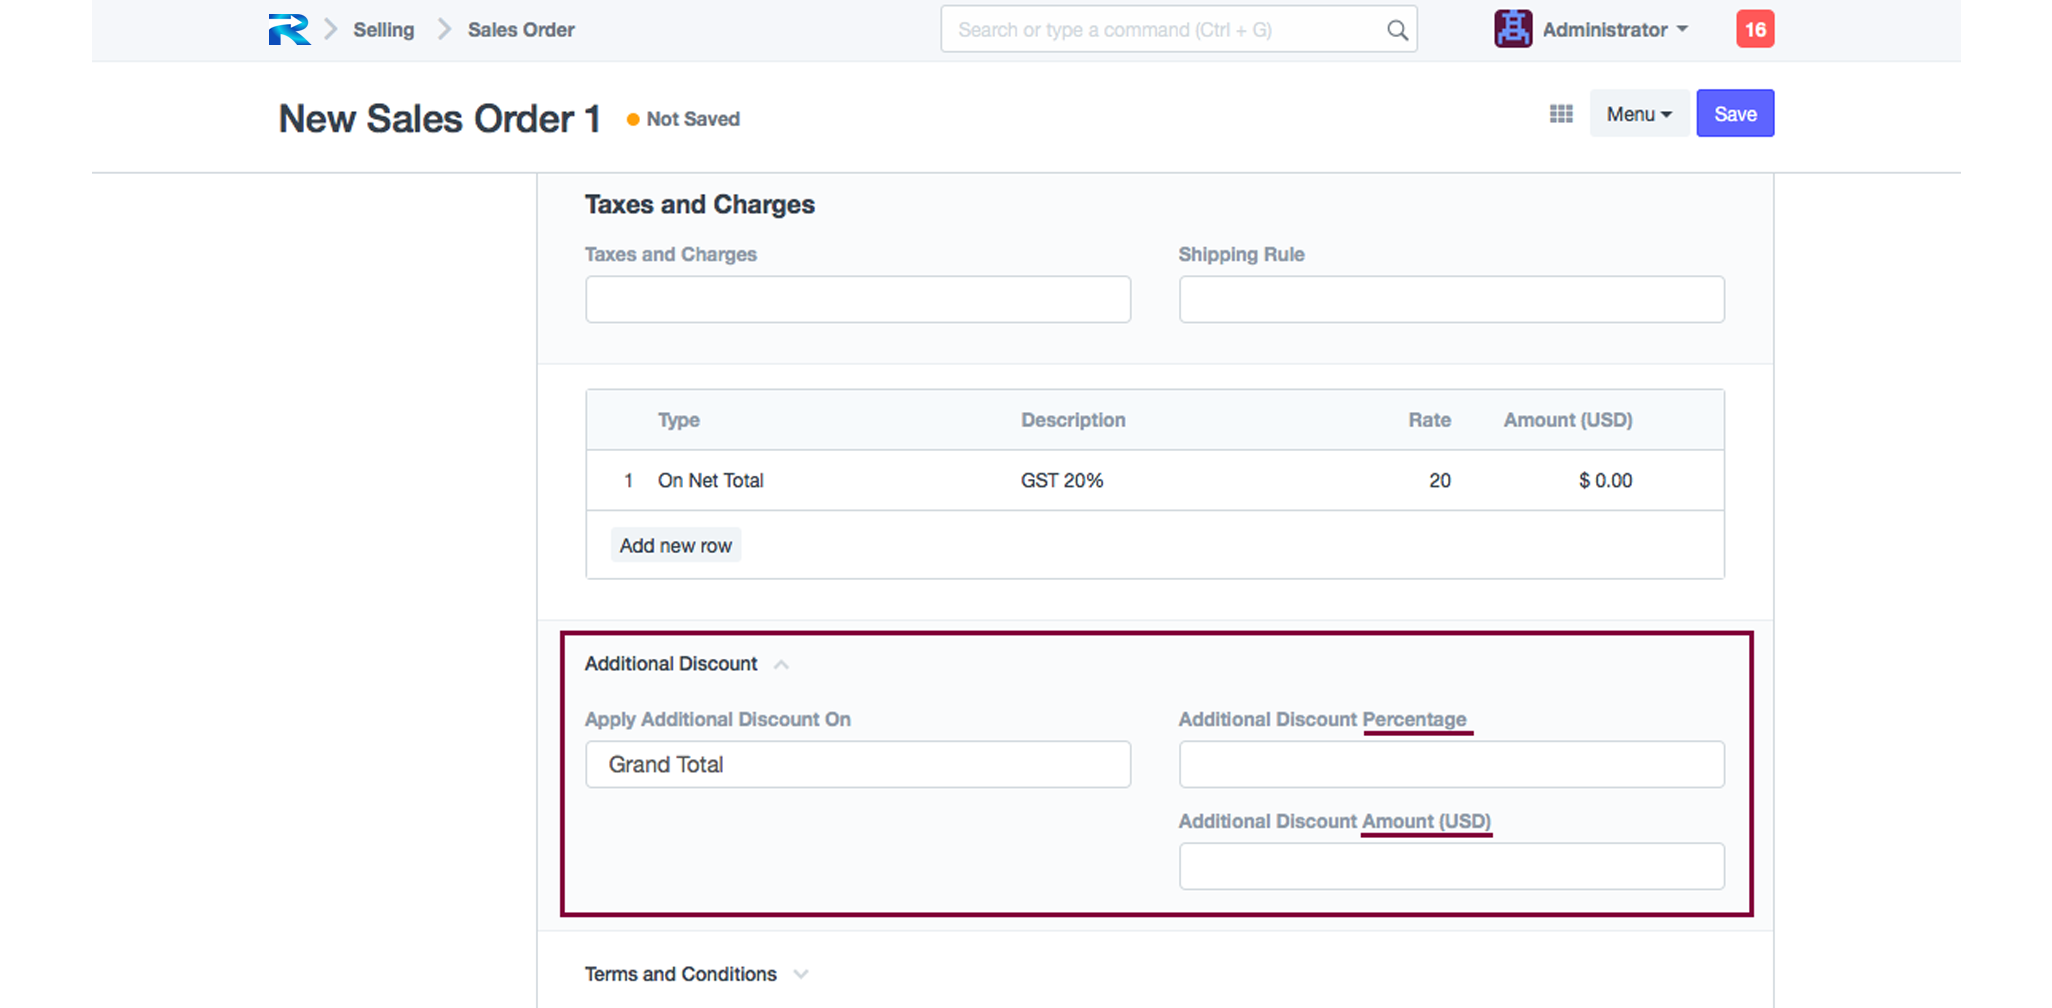 Selling Sales Order Search or type a command (Ctrl + G) Administrator 16
New Sales Order 1 Not Saved Menu Save
Taxes and Charges
Taxes and Charges Shipping Rule
Type Description Rate Amount (USD)
1 On Net Total GST 20% 20 $ 0.00
Add new row
Additional Discount
Apply Additional Discount On Additional Discount Percentage
Grand Total
Additional Discount Amount (USD)
Terms and Conditions